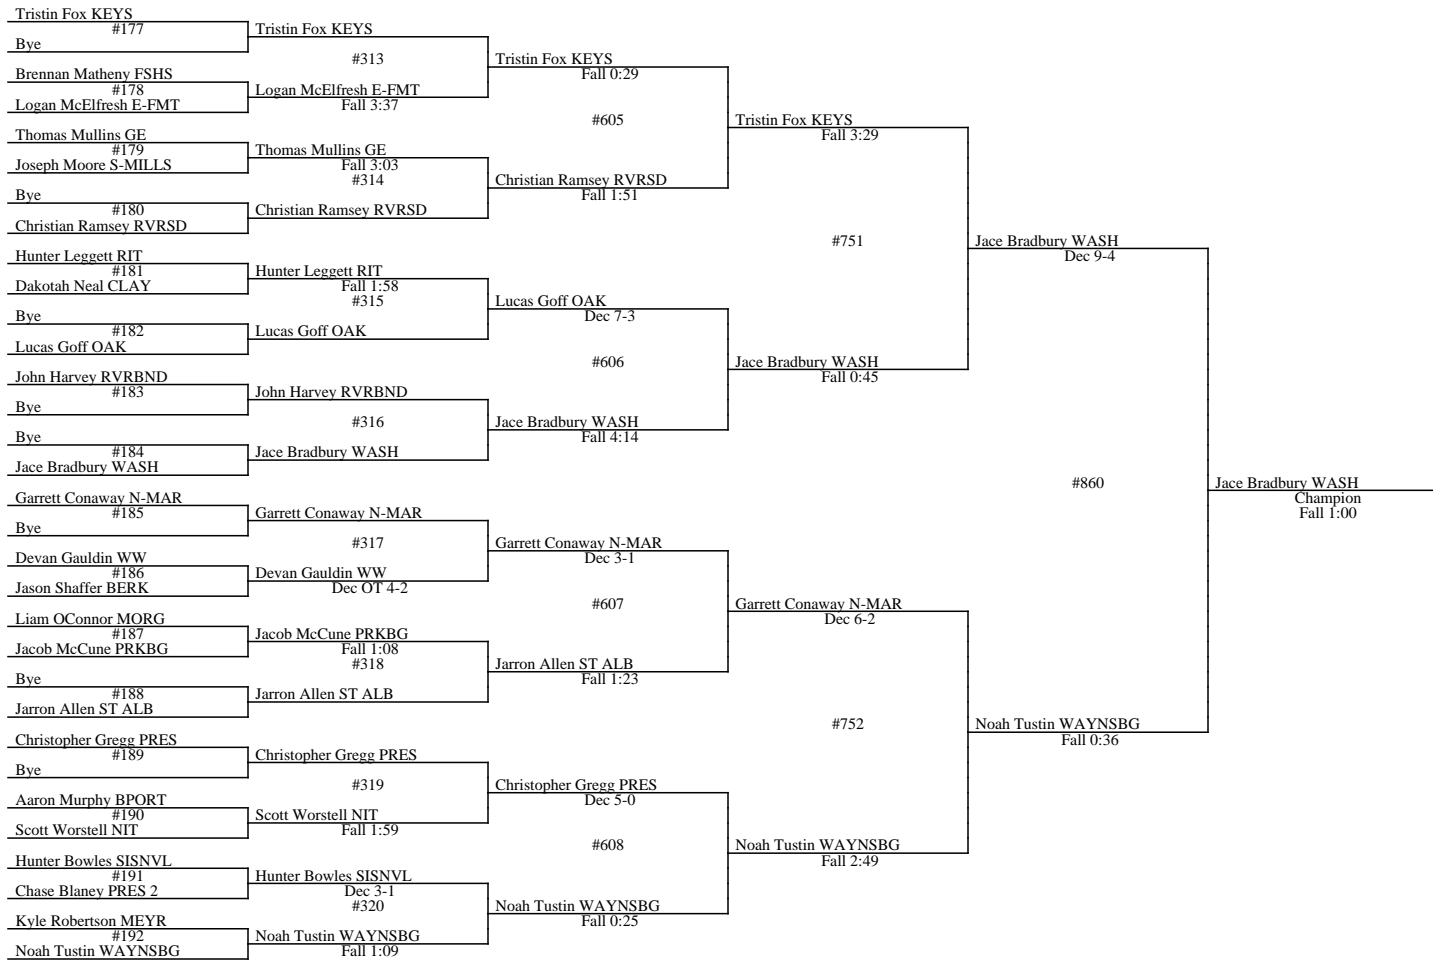 Tristin Fox KEYS
#177
Bye
Brennan Matheny FSHS
#178
Logan McElfresh E-FMT
Thomas Mullins GE
#179
Joseph Moore S-MILLS
Bye
#180
Christian Ramsey RVRSD
Hunter Leggett RIT
#181
Dakotah Neal CLAY
Bye
#182
Lucas Goff OAK
John Harvey RVRBND
#183
Bye
Bye
#184
Jace Bradbury WASH
Garrett Conaway N-MAR
#185
Bye
Devan Gauldin WW
#186
Jason Shaffer BERK
Liam OConnor MORG
#187
Jacob McCune PRKBG
Bye
#188
Jarron Allen ST ALB
Christopher Gregg PRES
#189
Bye
Aaron Murphy BPORT
#190
Scott Worstell NIT
Hunter Bowles SISNVL
#191
Chase Blaney PRES 2
Kyle Robertson MEYR
#192
Noah Tustin WAYNSBG
Tristin Fox KEYS
#313
Logan McElfresh E-FMT
Fall 3:37
Thomas Mullins GE
Fall 3:03
#314
Christian Ramsey RVRSD
Hunter Leggett RIT
Fall 1:58
#315
Lucas Goff OAK
John Harvey RVRBND
#316
Jace Bradbury WASH
Garrett Conaway N-MAR
#317
Devan Gauldin WW
Dec OT 4-2
Jacob McCune PRKBG
Fall 1:08
#318
Jarron Allen ST ALB
Christopher Gregg PRES
#319
Scott Worstell NIT
Fall 1:59
Hunter Bowles SISNVL
Dec 3-1
#320
Noah Tustin WAYNSBG
Fall 1:09
Tristin Fox KEYS
Fall 0:29
#605
Christian Ramsey RVRSD
Fall 1:51
Lucas Goff OAK
Dec 7-3
#606
Jace Bradbury WASH
Fall 4:14
Garrett Conaway N-MAR
Dec 3-1
#607
Jarron Allen ST ALB
Fall 1:23
Christopher Gregg PRES
Dec 5-0
#608
Noah Tustin WAYNSBG
Fall 0:25
Tristin Fox KEYS
Fall 3:29
#751
Jace Bradbury WASH
Fall 0:45
Garrett Conaway N-MAR
Dec 6-2
#752
Noah Tustin WAYNSBG
Fall 2:49
Jace Bradbury WASH
Dec 9-4
#860
Noah Tustin WAYNSBG
Fall 0:36
Jace Bradbury WASH
Champion
Fall 1:00